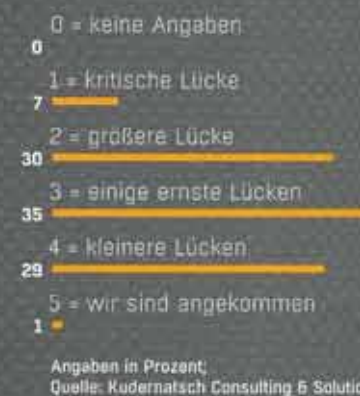 0 = keine Angaben
0
1 = kritische Lücke
7
2 = größere Lücke
30
3 = einige ernste Lücken
35
4 = kleinere Lücken
29
5 = wir sind angekommen
1
Angaben in Prozent;
Quelle: Kudernatsch Consulting & Solutio